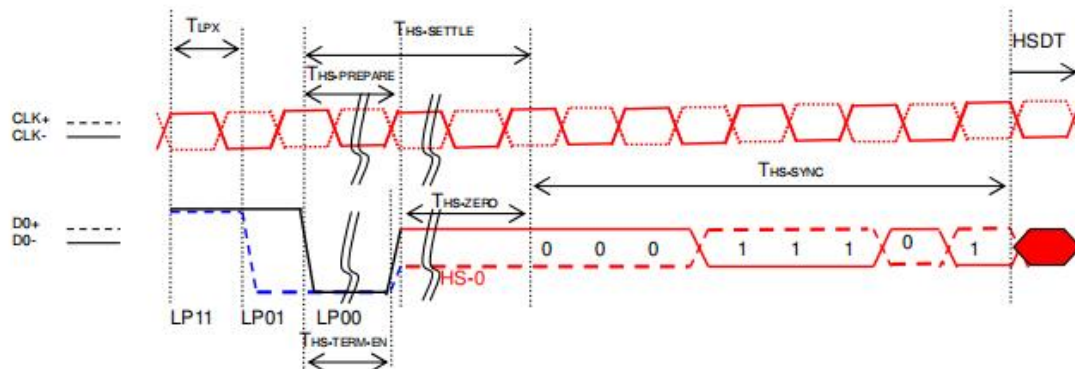 TLPX
THS-SETTLE
HSDT
THS-PREPARE
CLK+
CLK-
THS-SYNC
THS-ZERO
D0+
D0-
0 0 0 1 1 1 0 1
HS-0
LP11 LP01 LP00
THS-TERM-EN